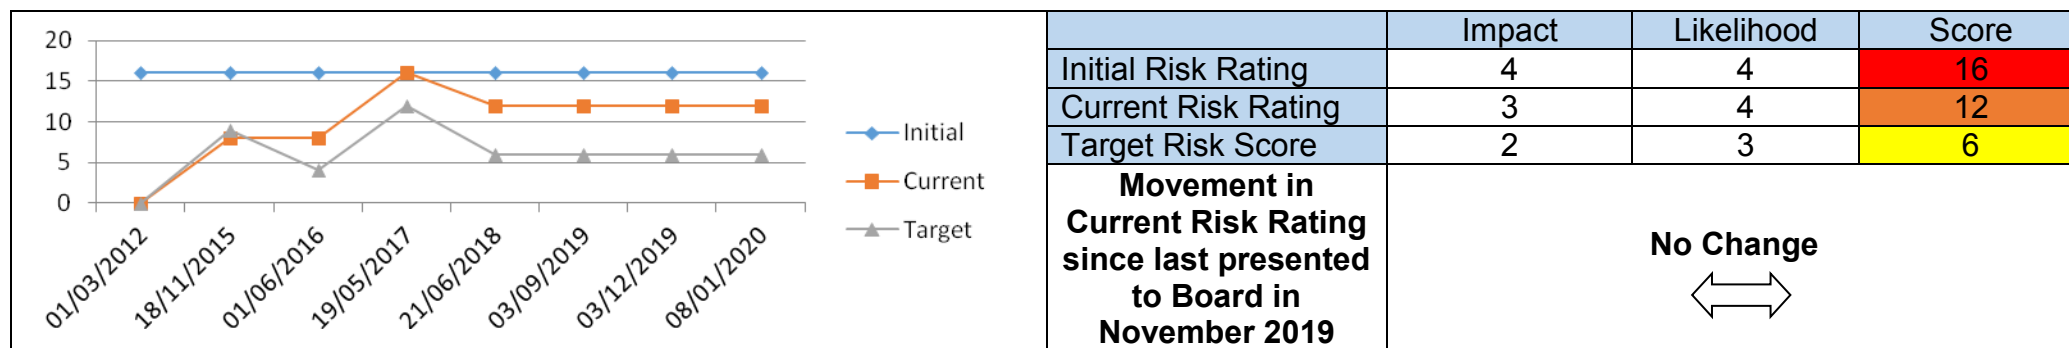 20
15
10
5
0
01/03/2012
18/11/2015
01/06/2016
19/05/2017
21/06/2018
03/09/2019
03/12/2019
08/01/2020
Initial
Current
Target
Impact Likelihood Score
Initial Risk Rating 4 4 16
Current Risk Rating 3 4 12
Target Risk Score 2 3 6
Movement in
Current Risk Rating
since last presented
to Board in
November 2019
No Change